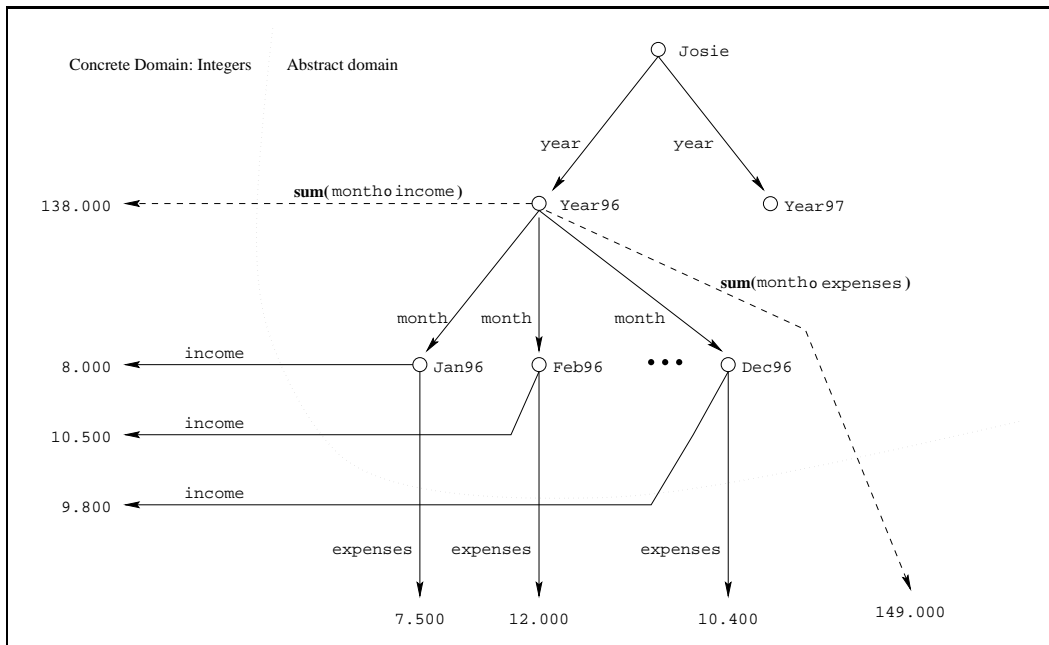 Josie
Concrete Domain: Integers
Abstract domain
year
year
sum(month o income)
138.000
Year96
Year97
sum(month o expenses)
month
month
month
income
8.000
Jan96
Feb96
•••
Dec96
income
10.500
income
9.800
expenses
expenses
expenses
7.500
12.000
10.400
149.000